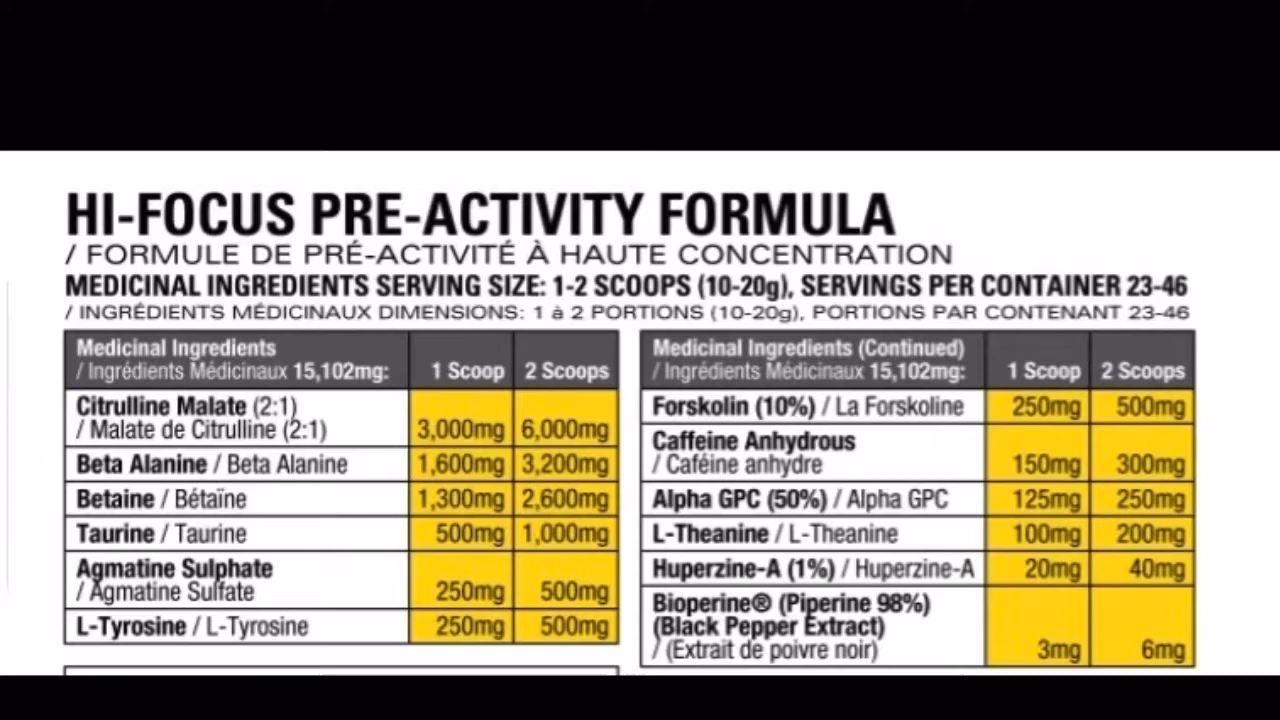 HI-FOCUS PRE-ACTIVITY FORMULA
/ FORMULE DE PRÉ-ACTIVITÉ À HAUTE CONCENTRATION
MEDICINAL INGREDIENTS SERVING SIZE: 1-2 SCOOPS (10-20g), SERVINGS PER CONTAINER 23-46
/ INGRÉDIENTS MÉDICINAUX DIMENSIONS: 1 à 2 PORTIONS (10-20g), PORTIONS PAR CONTENANT 23-46
Medicinal Ingredients
/ Ingrédients Médicinaux 15,102mg: 1 Scoop 2 Scoops
Citrulline Malate (2:1)
/ Malate de Citrulline (2:1) 3,000mg 6,000mg
Beta Alanine / Beta Alanine 1,600mg 3,200mg
Betaine / Bétaïne 1,300mg 2,600mg
Taurine / Taurine 500mg 1,000mg
Agmatine Sulphate
/ Agmatine Sulfate 250mg 500mg
L-Tyrosine / L-Tyrosine 250mg 500mg
Medicinal Ingredients (Continued)
/ Ingrédients Médicinaux 15,102mg: 1 Scoop 2 Scoops
Forskolin (10%) / La Forskoline 250mg 500mg
Caffeine Anhydrous
/ Caféine anhydre 150mg 300mg
Alpha GPC (50%) / Alpha GPC 125mg 250mg
L-Theanine / L-Theanine 100mg 200mg
Huperzine-A (1%) / Huperzine-A 20mg 40mg
Bioperine® (Piperine 98%)
(Black Pepper Extract)
/ (Extrait de poivre noir) 3mg 6mg